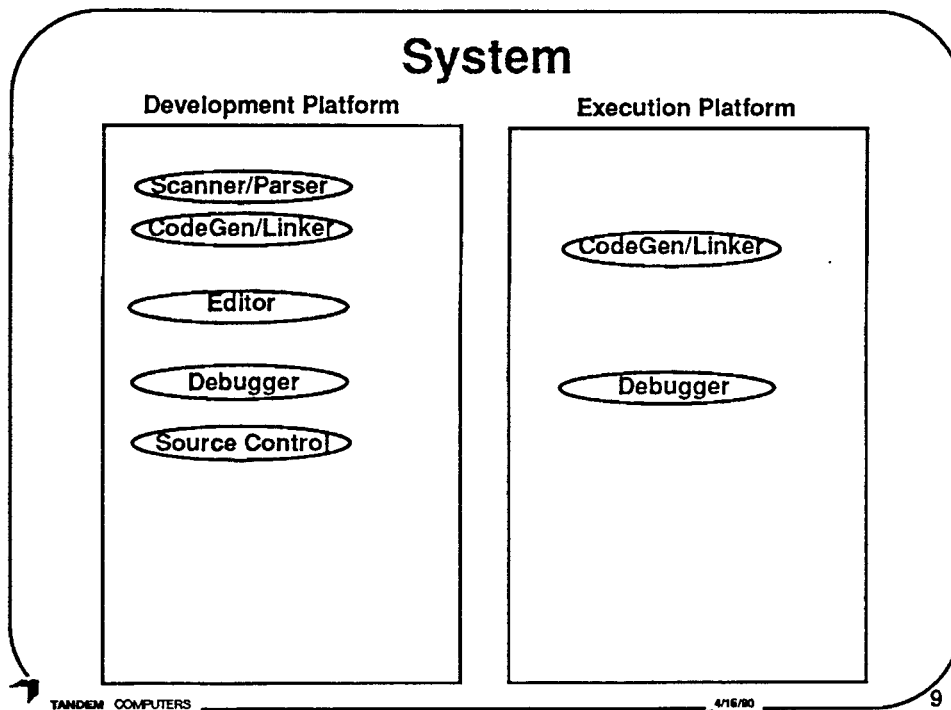 System
Development Platform
Scanner/Parser
CodeGen/Linker
Editor
Debugger
Source Control
Execution Platform
CodeGen/Linker
Debugger
TANDEM COMPUTERS
4/16/90
9